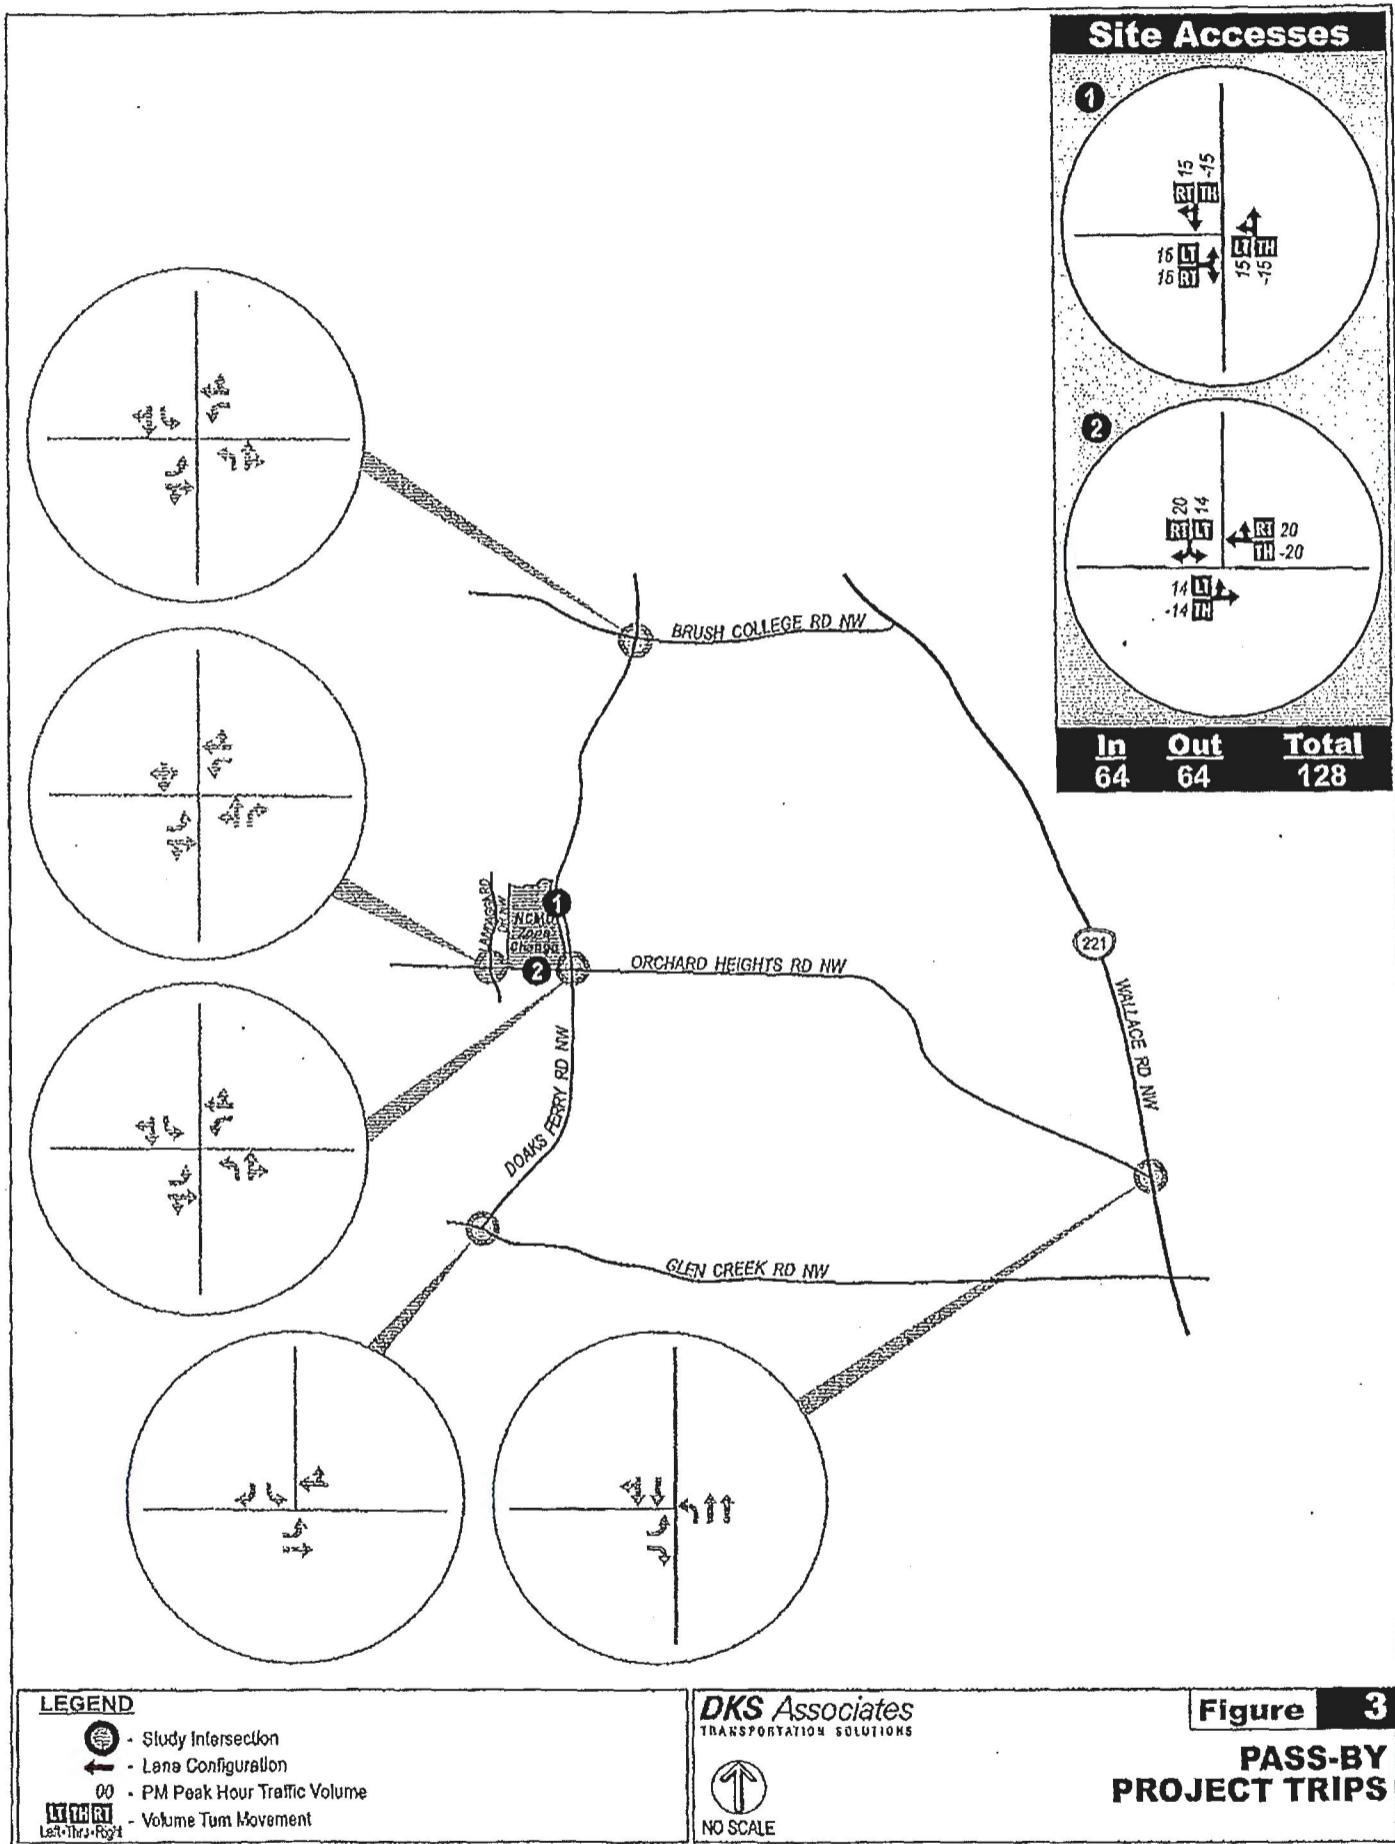 Site Accesses
1
15 -15
RT TH
LT TH
15 -15
16 LT
15 RT
2
20 14
RT LT
RT 20
TH -20
14 LT
-14 TH
In Out Total
64 64 128
BRUSH COLLEGE RD NW
221
1
NCMU
Zone
Change
2
ORCHARD HEIGHTS RD NW
WALLACE RD NW
DOAKS FERRY RD NW
GLEN CREEK RD NW
LEGEND
- Study Intersection
- Lane Configuration
00 - PM Peak Hour Traffic Volume
LT TH RT - Volume Turn Movement
Left•Thru•Right
DKS Associates
TRANSPORTATION SOLUTIONS
NO SCALE
Figure 3
PASS-BY
PROJECT TRIPS